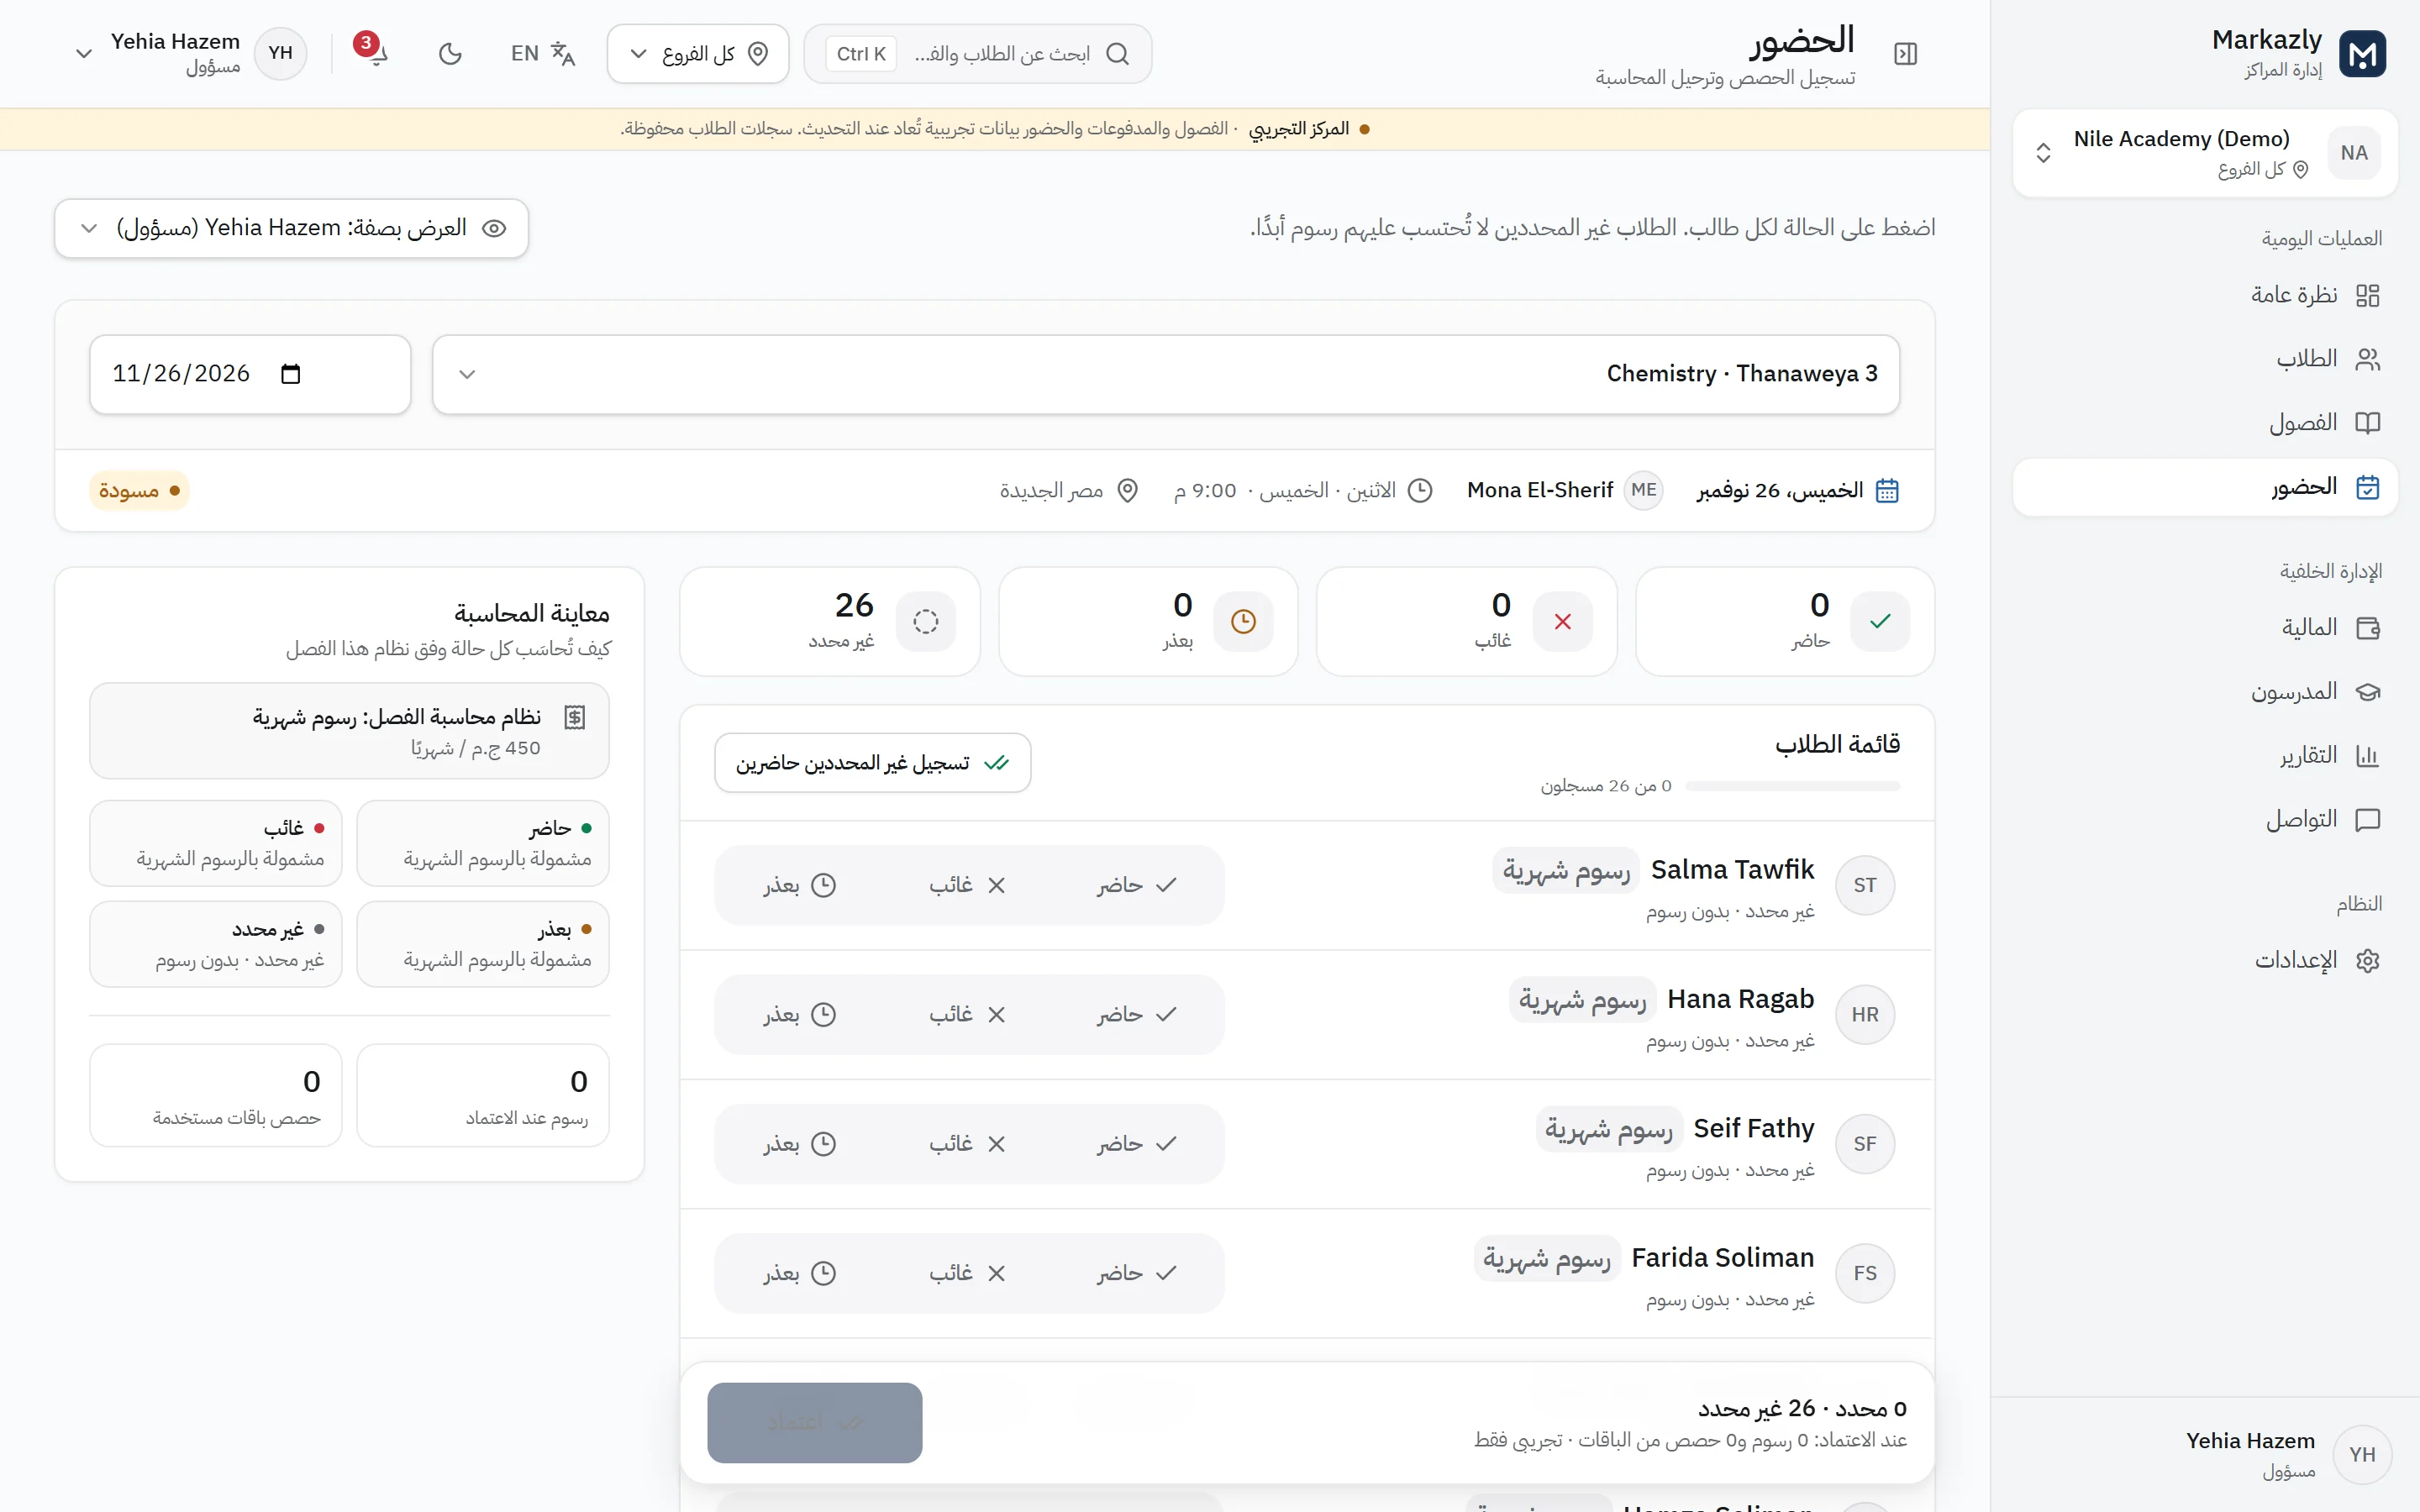 Markazly
إدارة المراكز
NA
Nile Academy (Demo)
كل الفروع
العمليات اليومية
نظرة عامة
الطلاب
الفصول
الحضور
الإدارة الخلفية
المالية
المدرسون
التقارير
التواصل
النظام
الإعدادات
YH
Yehia Hazem
مسؤول
الحضور
تسجيل الحصص وترحيل المحاسبة
ابحث عن الطلاب والفـ...
Ctrl K
كل الفروع
EN
3
YH
Yehia Hazem
مسؤول
المركز التجريبي · الفصول والمدفوعات والحضور بيانات تجريبية تُعاد عند التحديث. سجلات الطلاب محفوظة.
اضغط على الحالة لكل طالب. الطلاب غير المحددين لا تُحتسب عليهم رسوم أبدًا.
العرض بصفة: Yehia Hazem (مسؤول)
Chemistry · Thanaweya 3
11/26/2026
الخميس، 26 نوفمبر
ME
Mona El-Sherif
الاثنين · الخميس · 9:00 م
مصر الجديدة
مسودة
0
حاضر
0
غائب
0
بعذر
26
غير محدد
قائمة الطلاب
0 من 26 مسجلون
تسجيل غير المحددين حاضرين
ST
Salma Tawfik
رسوم شهرية
غير محدد · بدون رسوم
حاضر
غائب
بعذر
HR
Hana Ragab
رسوم شهرية
غير محدد · بدون رسوم
حاضر
غائب
بعذر
SF
Seif Fathy
رسوم شهرية
غير محدد · بدون رسوم
حاضر
غائب
بعذر
FS
Farida Soliman
رسوم شهرية
غير محدد · بدون رسوم
حاضر
غائب
بعذر
0 محدد · 26 غير محدد
عند الاعتماد: 0 رسوم و0 حصص من الباقات · تجريبي فقط
اعتماد
معاينة المحاسبة
كيف تُحاسَب كل حالة وفق نظام هذا الفصل
نظام محاسبة الفصل: رسوم شهرية
450 ج.م / شهريًا
حاضر
مشمولة بالرسوم الشهرية
غائب
مشمولة بالرسوم الشهرية
بعذر
مشمولة بالرسوم الشهرية
غير محدد
غير محدد · بدون رسوم
0
رسوم عند الاعتماد
0
حصص باقات مستخدمة